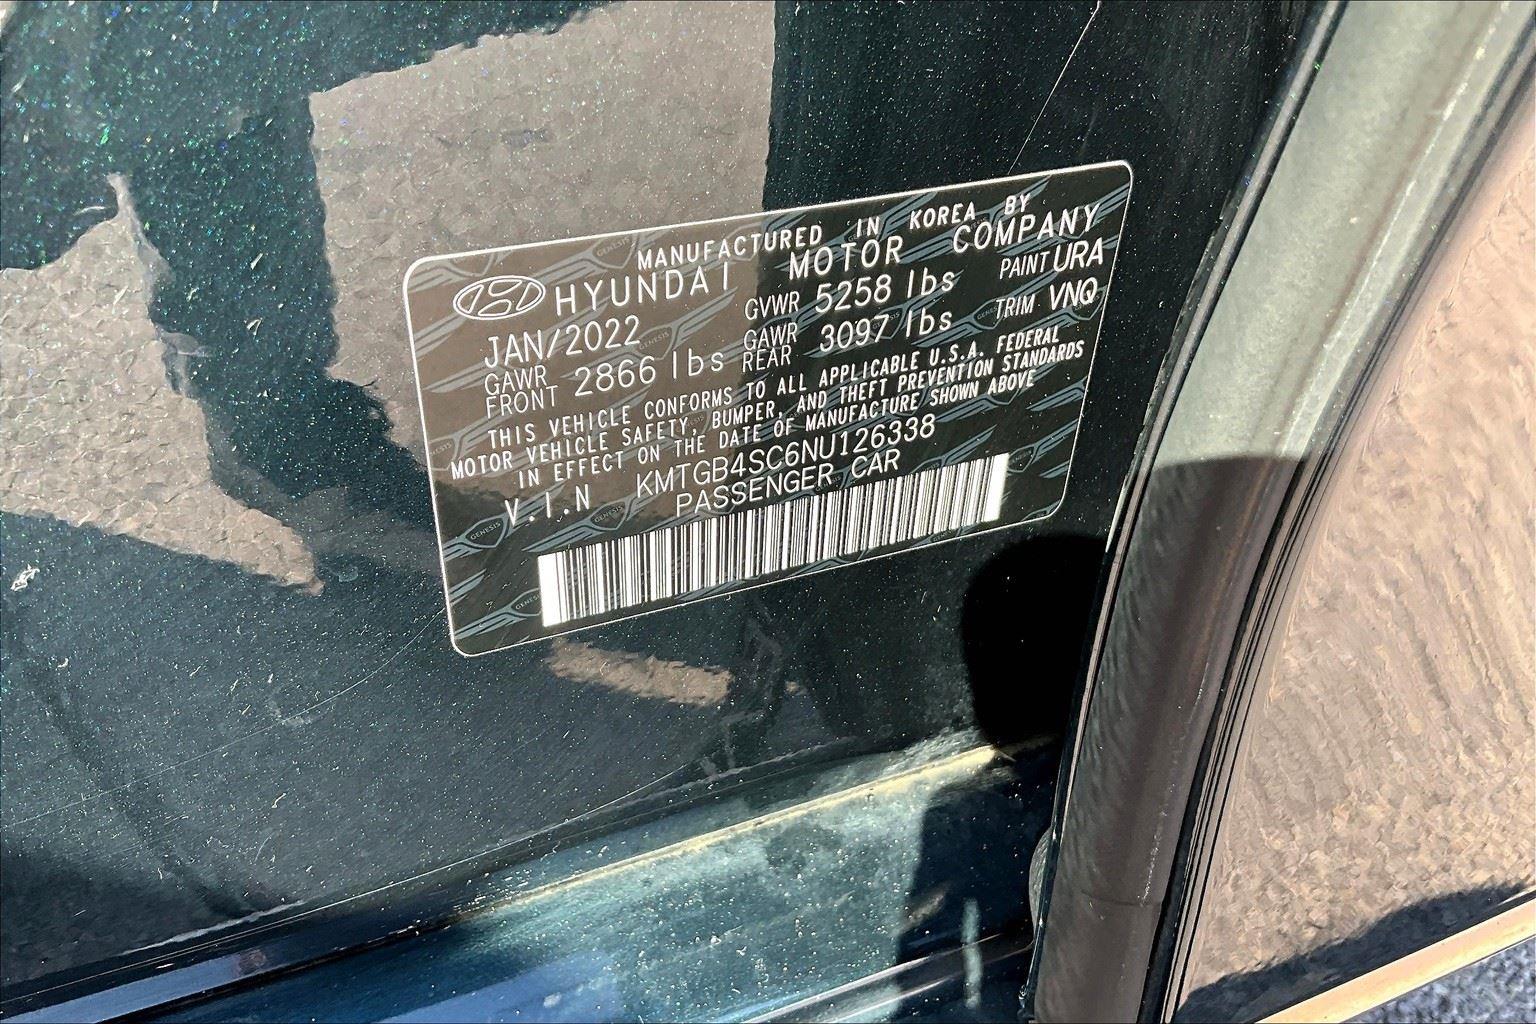 MANUFACTURED IN KOREA BY
HYUNDAI MOTOR COMPANY
JAN/2022 GVWR 5258 lbs PAINT URA
GAWR FRONT 2866 lbs GAWR REAR 3097 lbs TRIM VNQ
THIS VEHICLE CONFORMS TO ALL APPLICABLE U.S.A. FEDERAL
MOTOR VEHICLE SAFETY, BUMPER, AND THEFT PREVENTION STANDARDS
IN EFFECT ON THE DATE OF MANUFACTURE SHOWN ABOVE
V.I.N KMTGB4SC6NU126338
PASSENGER CAR
GENESIS